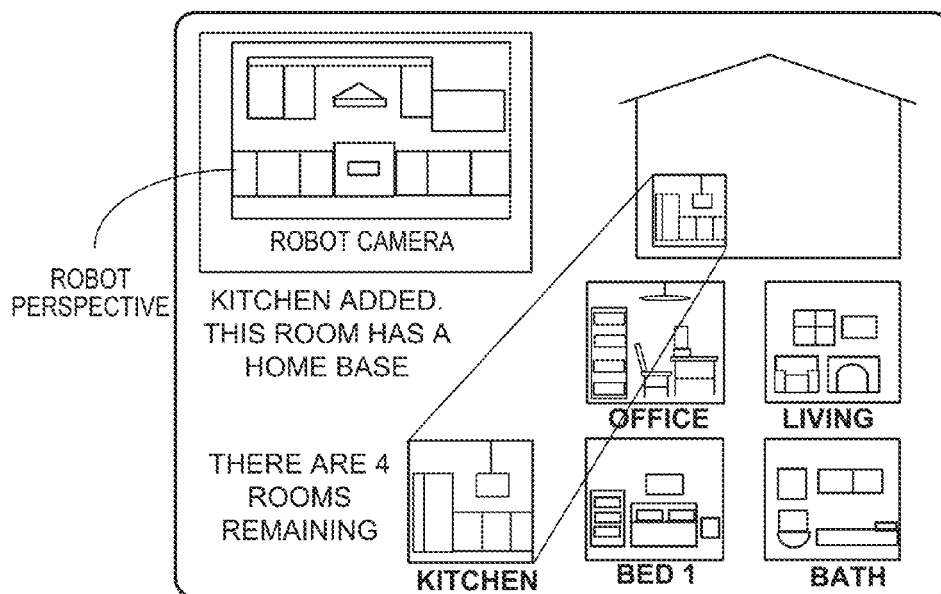 ROBOT CAMERA
ROBOT
PERSPECTIVE
KITCHEN ADDED.
THIS ROOM HAS A
HOME BASE
OFFICE
LIVING
THERE ARE 4
ROOMS
REMAINING
KITCHEN
BED 1
BATH